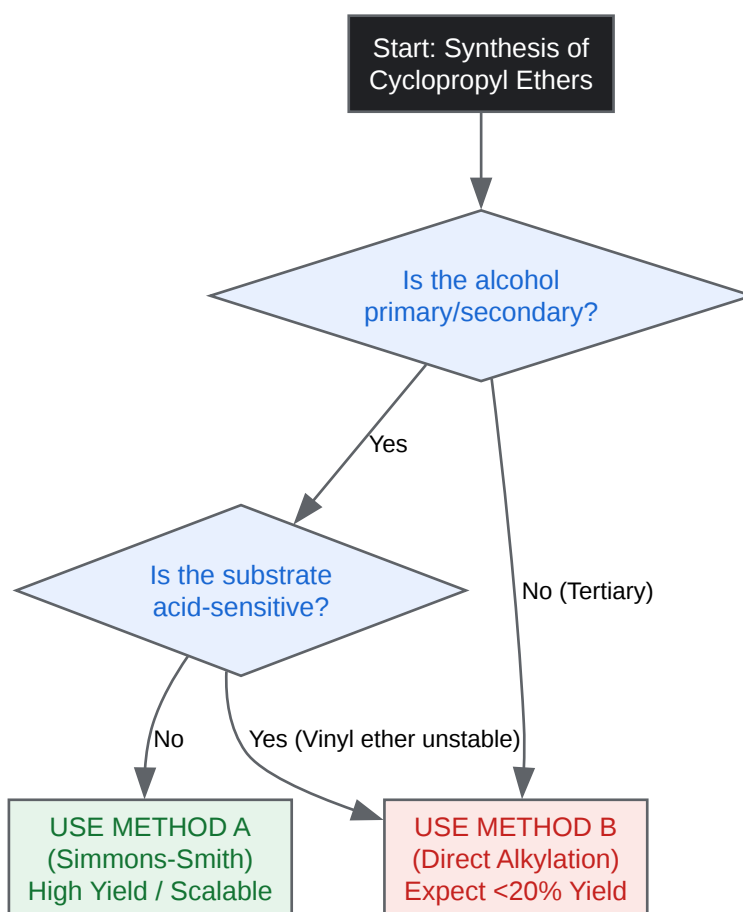 Start: Synthesis of
Cyclopropyl Ethers
Is the alcohol
primary/secondary?
Yes
Is the substrate
acid-sensitive?
No (Tertiary)
No
Yes (Vinyl ether unstable)
USE METHOD A
(Simmons-Smith)
High Yield / Scalable
USE METHOD B
(Direct Alkylation)
Expect <20% Yield